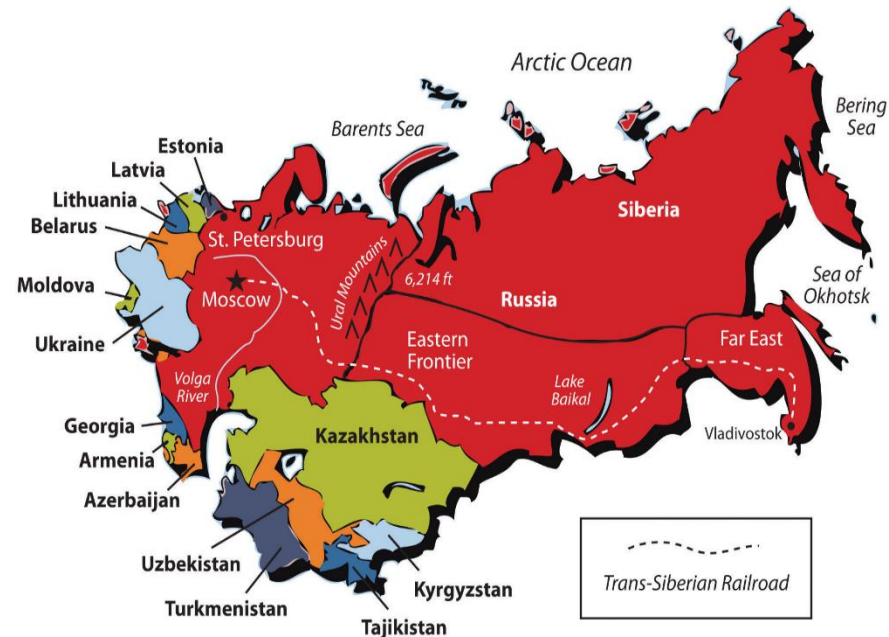 Arctic Ocean
Bering
Sea
Barents Sea
Estonia
Latvia
Lithuania
Belarus
St. Petersburg
Siberia
Moldova
Moscow
Ural Mountains
6,214 ft
Russia
Sea of
Okhotsk
Ukraine
Eastern
Frontier
Far East
Volga
River
Lake
Baikal
Georgia
Kazakhstan
Vladivostok
Armenia
Azerbaijan
Uzbekistan
Kyrgyzstan
Turkmenistan
Tajikistan
Trans-Siberian Railroad